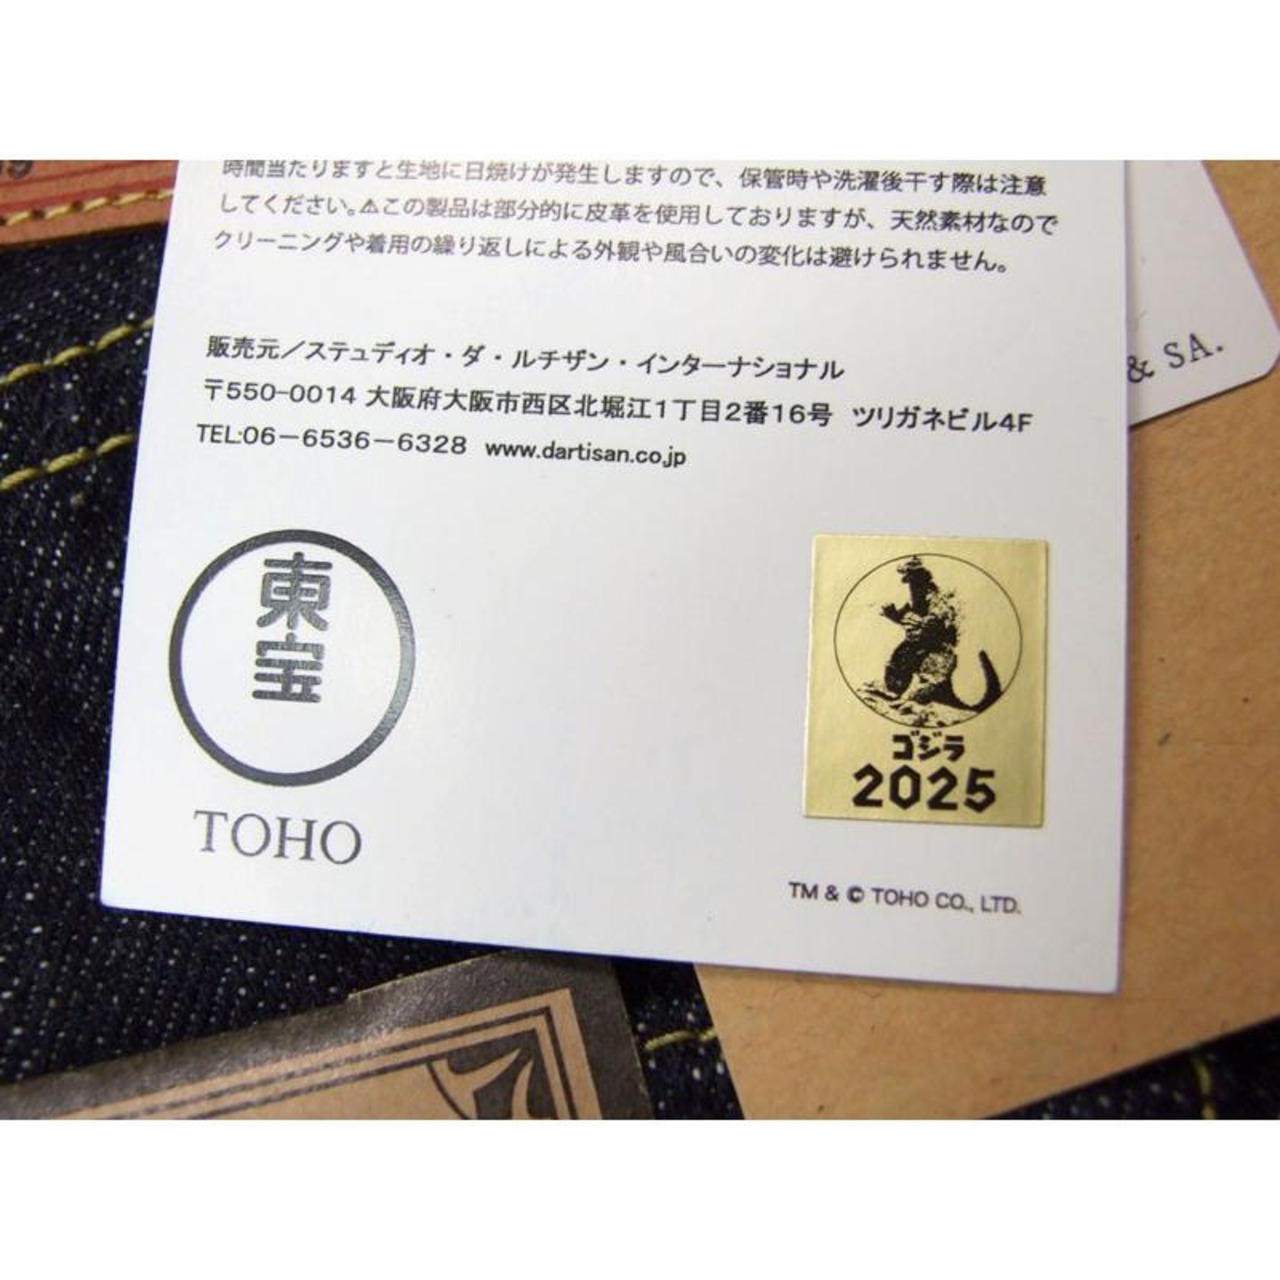 時間当たりますと生地に日焼けが発生しますので、保管時や洗濯後干す際は注意
してください。⚠この製品は部分的に皮革を使用しておりますが、天然素材なので
クリーニングや着用の繰り返しによる外観や風合いの変化は避けられません。
販売元／ステュディオ・ダ・ルチザン・インターナショナル
〒550-0014 大阪府大阪市西区北堀江1丁目2番16号 ツリガネビル4F
TEL:06－6536－6328 www.dartisan.co.jp
& SA.
東宝
TOHO
ゴジラ
2025
TM & © TOHO CO., LTD.